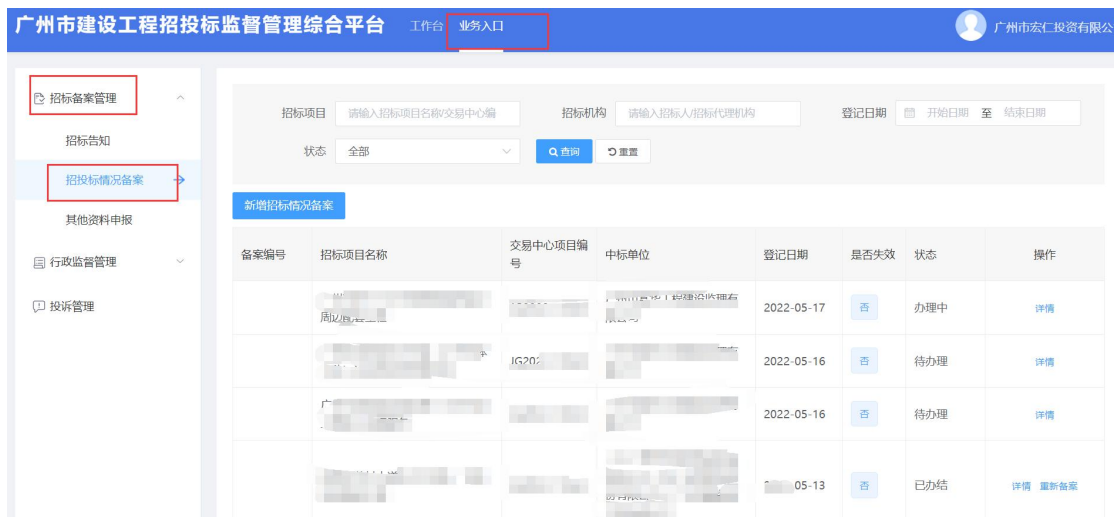 广州市建设工程招投标监督管理综合平台 工作台 业务入口 广州市宏仁投资有限公
招标备案管理
招标告知
招投标情况备案
其他资料申报
行政监督管理
投诉管理
招标项目 请输入招标项目名称/交易中心编 招标机构 请输入招标人/招标代理机构 登记日期 开始日期 至 结束日期
状态 全部 查询 重置
新增招标情况备案
备案编号 招标项目名称 交易中心项目编号 中标单位 登记日期 是否失效 状态 操作
周边 2022-05-17 否 办理中 详情
JG202 2022-05-16 否 待办理 详情
广 2022-05-16 否 待办理 详情
05-13 否 已办结 详情 重新备案